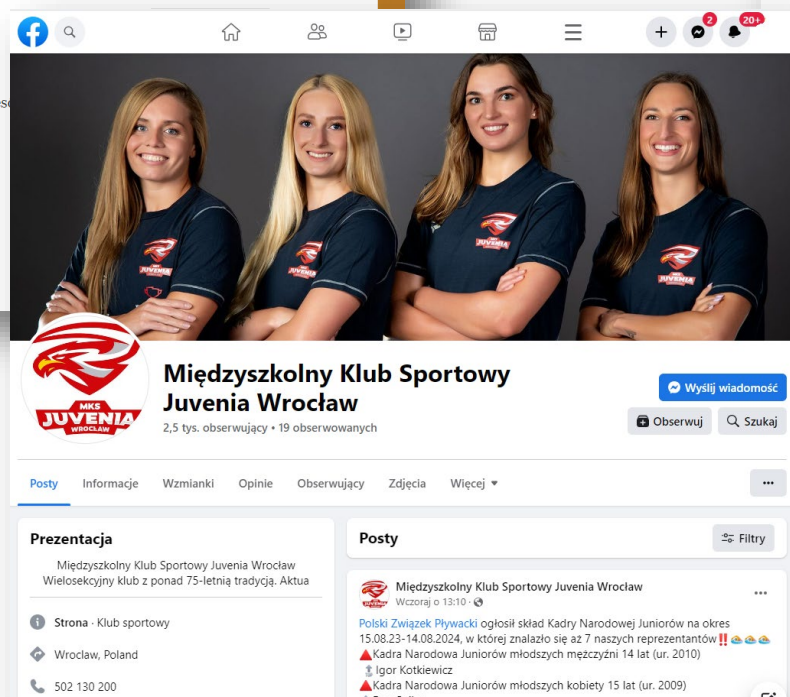 2
20+
MKS
JUVENIA
MKS
JUVENIA
MKS
JUVENIA
MKS
JUVENIA
MKS
JUVENIA
WROCŁAW
Międzyszkolny Klub Sportowy
Juvenia Wrocław
2,5 tys. obserwujący • 19 obserwowanych
Wyślij wiadomość
Obserwuj
Szukaj
Posty Informacje Wzmianki Opinie Obserwujący Zdjęcia Więcej
Prezentacja
Międzyszkolny Klub Sportowy Juvenia Wrocław
Wielosekcyjny klub z ponad 75-letnią tradycją. Aktua
Strona · Klub sportowy
Wroclaw, Poland
502 130 200
Posty
Filtry
Międzyszkolny Klub Sportowy Juvenia Wrocław
Wczoraj o 13:10 ·
Polski Związek Pływacki ogłosił skład Kadry Narodowej Juniorów na okres
15.08.23-14.08.2024, w której znalazło się aż 7 naszych reprezentantów‼
Kadra Narodowa Juniorów młodszych mężczyźni 14 lat (ur. 2010)
Igor Kotkiewicz
Kadra Narodowa Juniorów młodszych kobiety 15 lat (ur. 2009)